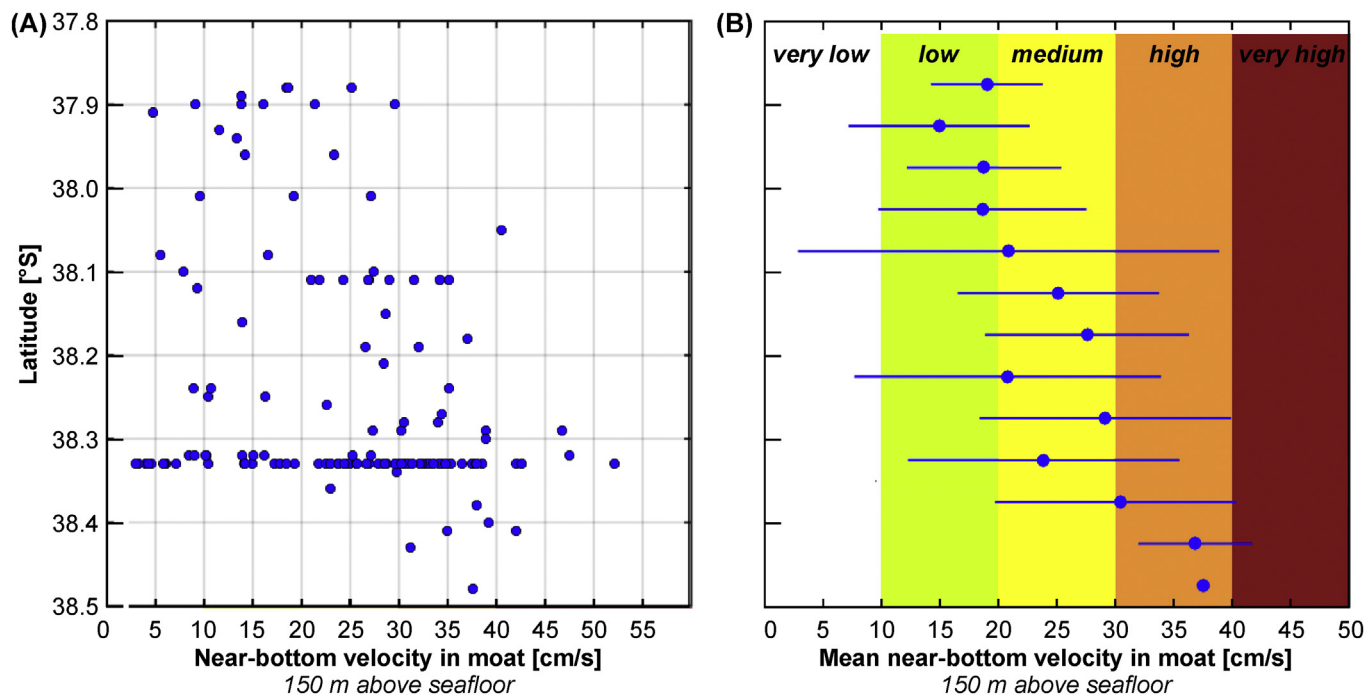 (A)
37.8
37.9
38.0
38.1
38.2
38.3
38.4
38.5
Latitude [°S]
0 5 10 15 20 25 30 35 40 45 50 55
Near-bottom velocity in moat [cm/s]
150 m above seafloor
(B)
very low low medium high very high
0 5 10 15 20 25 30 35 40 45 50
Mean near-bottom velocity in moat [cm/s]
150 m above seafloor